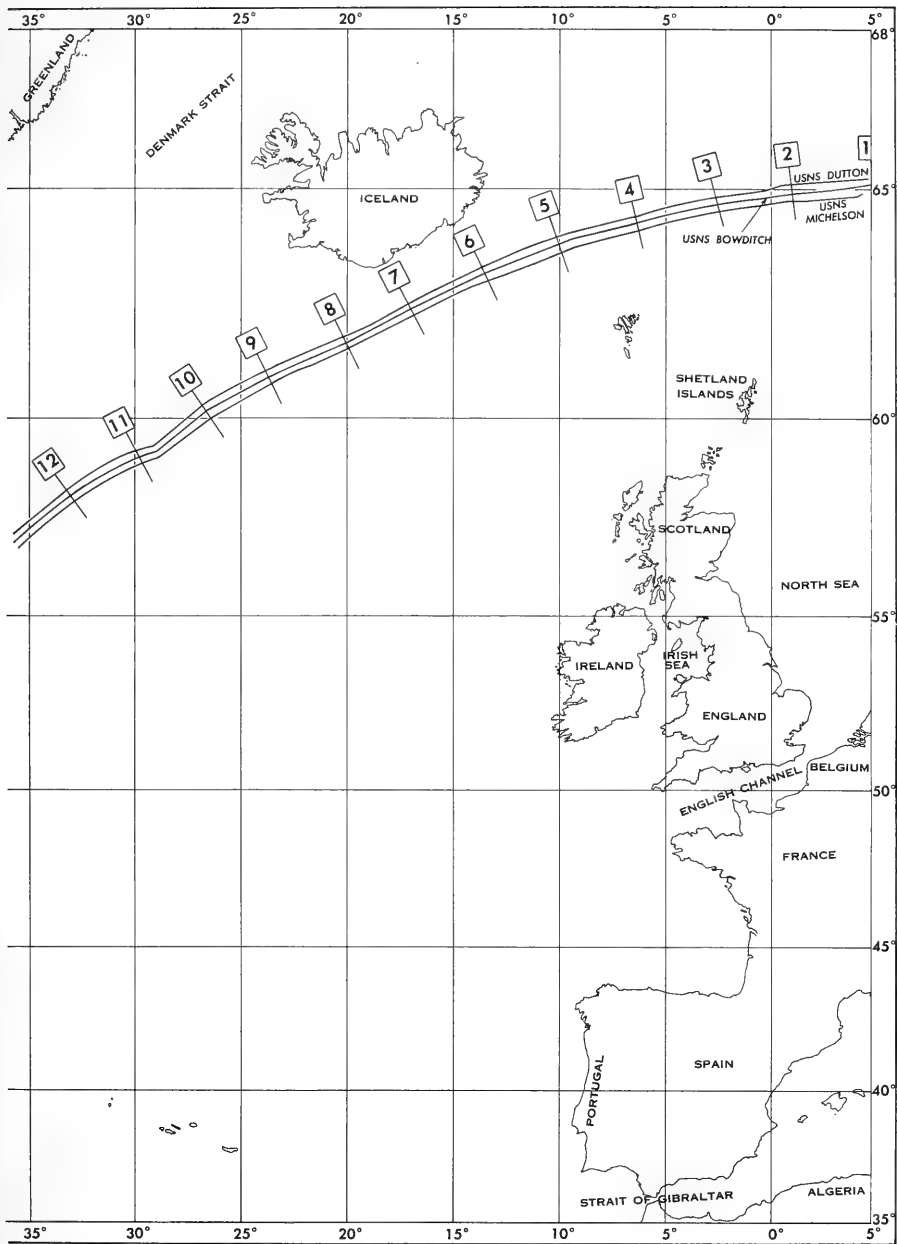 35° 30° 25° 20° 15° 10° 5° 0° 5°
68°
GREENLAND
DENMARK STRAIT
ICELAND
1
2
3
4
5
6
7
8
9
10
11
12
USNS DUTTON
65°
USNS
MICHELSON
USNS BOWDITCH
SHETLAND
ISLANDS
60°
SCOTLAND
NORTH SEA
55°
IRELAND
IRISH
SEA
ENGLAND
BELGIUM
ENGLISH CHANNEL
50°
FRANCE
45°
SPAIN
PORTUGAL
40°
STRAIT OF GIBRALTAR
ALGERIA
35°
35° 30° 25° 20° 15° 10° 5° 0° 5°